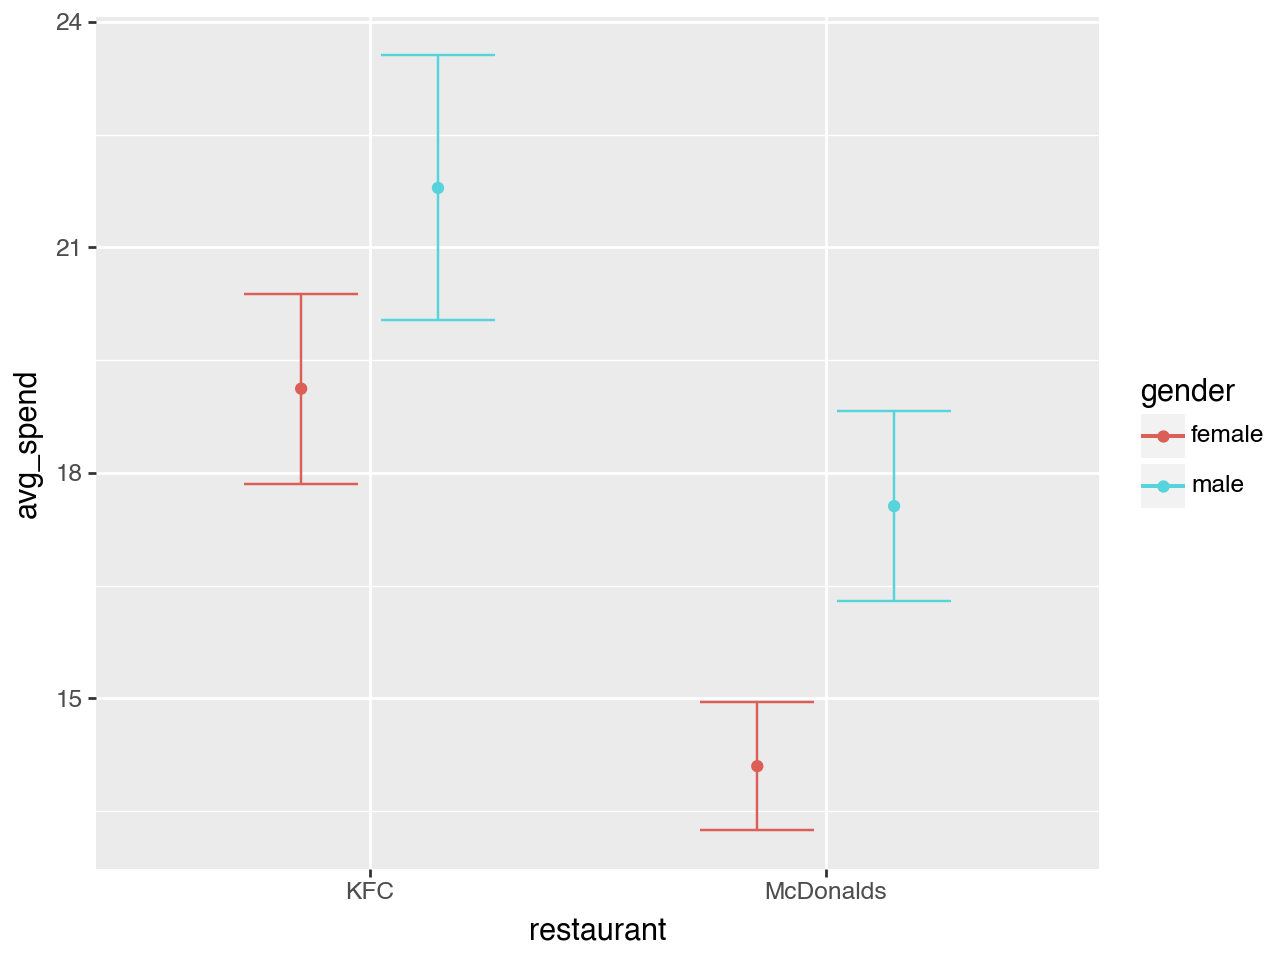 24
21
18
15
avg_spend
KFC
McDonalds
restaurant
gender
female
male